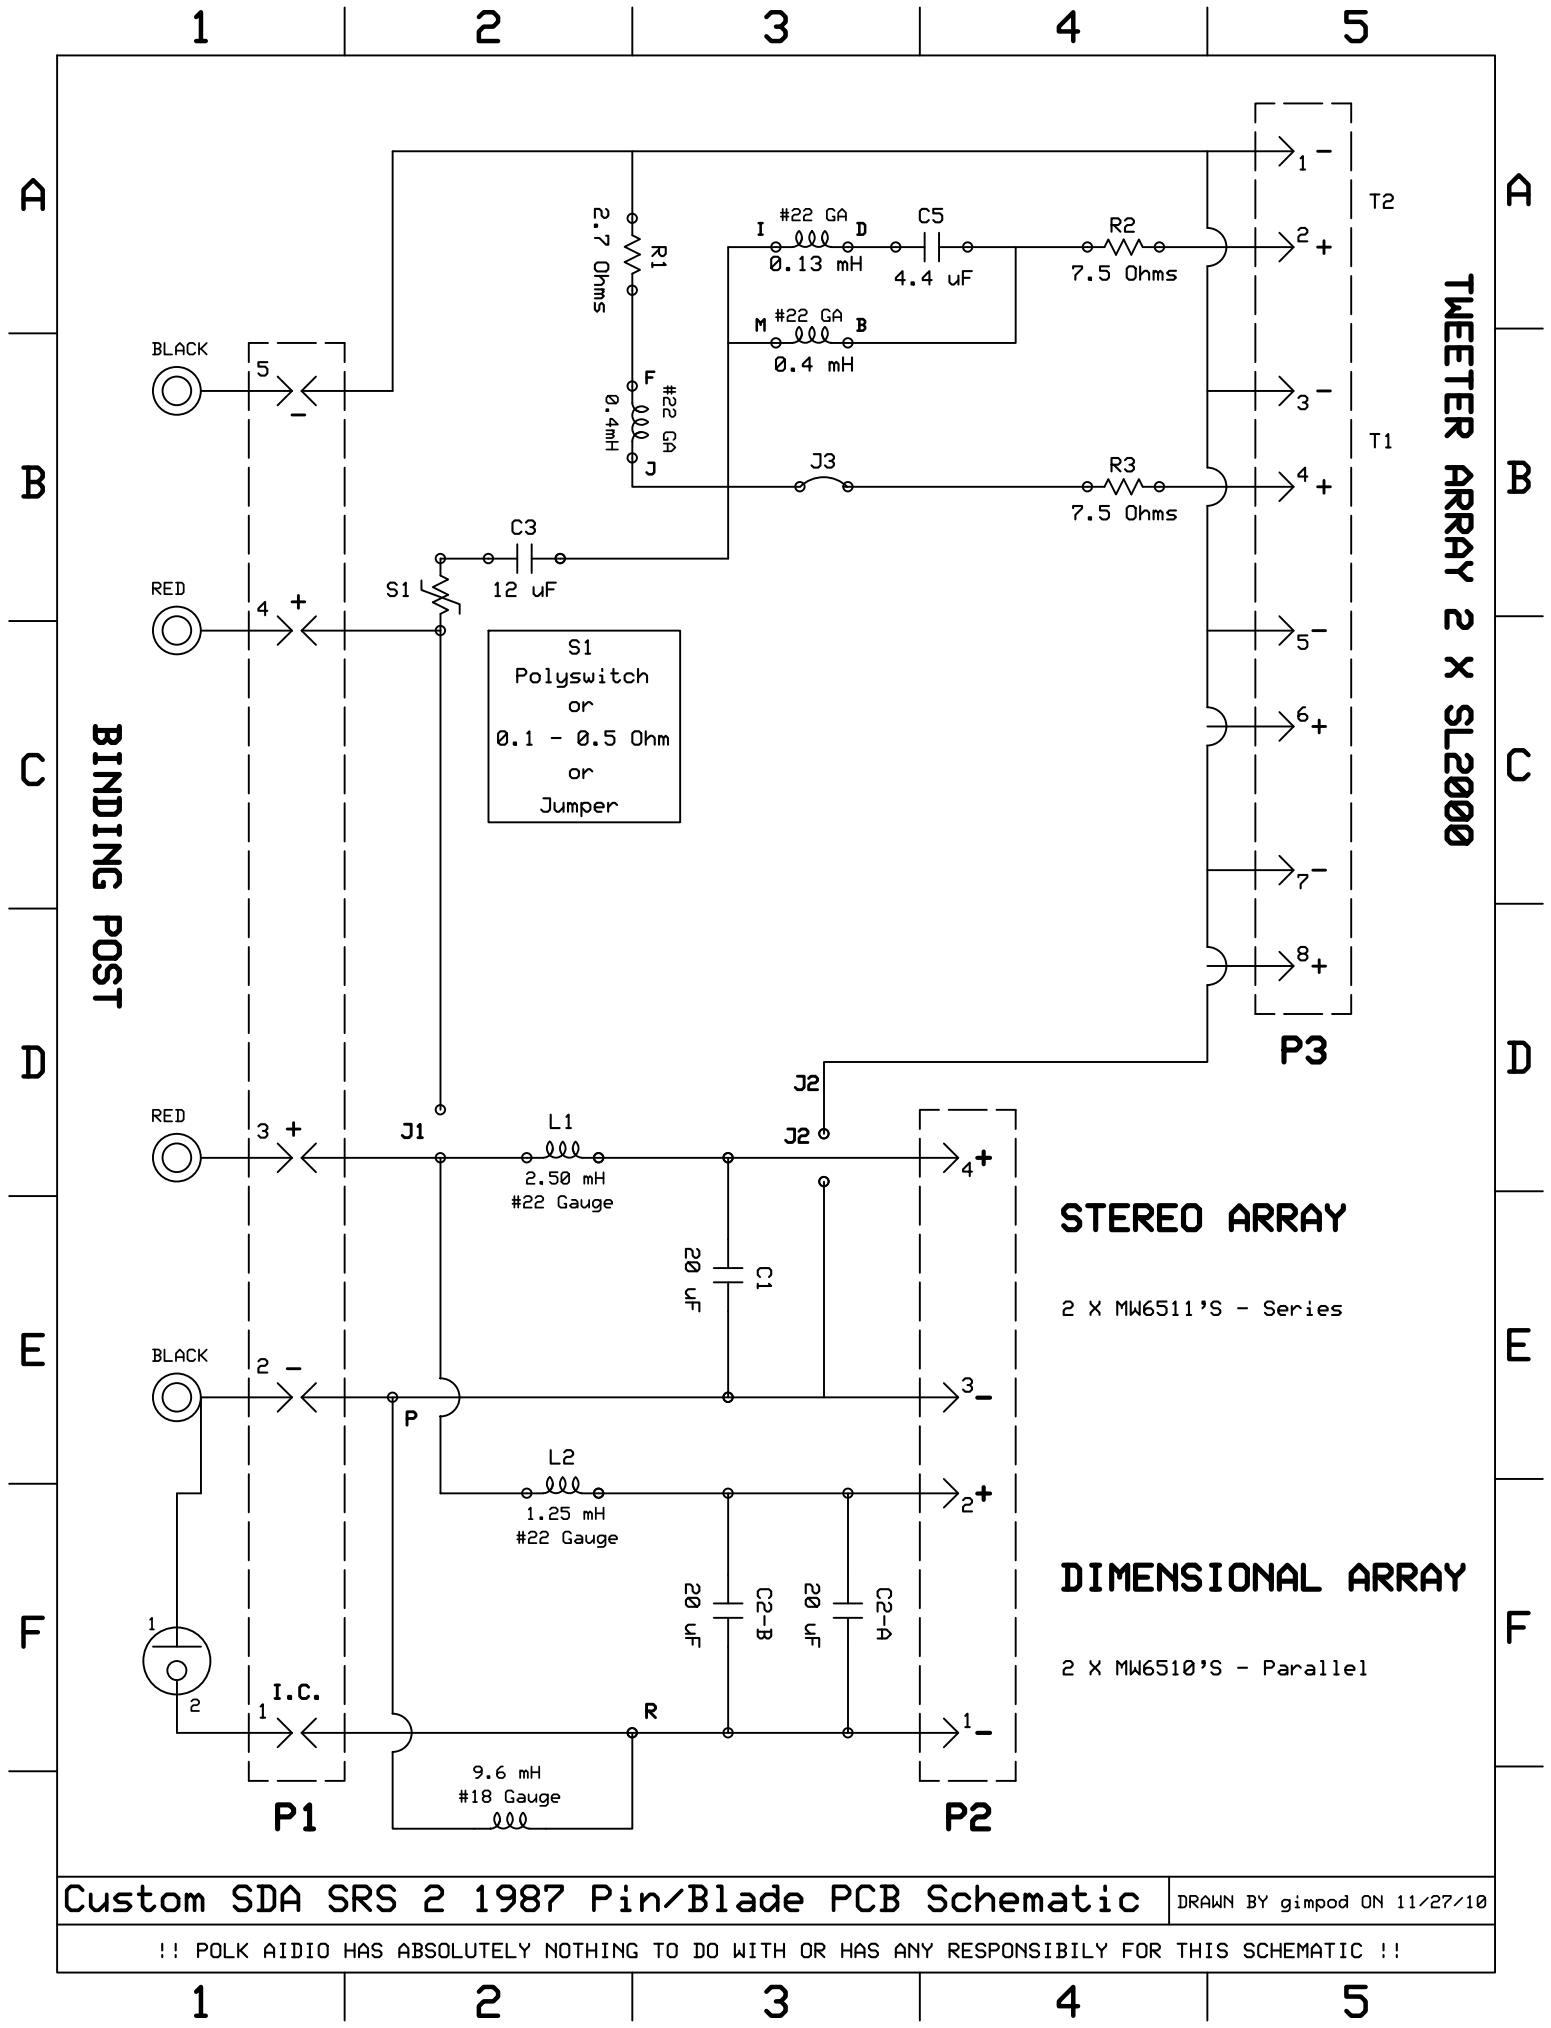 1 2 3 4 5
A
A
1 -
T2
#22 GA
I
D
C5
0.13 mH
4.4 uF
R2
7.5 Ohms
2 +
2.7 Ohms
R1
#22 GA
M
B
0.4 mH
BLACK
5
-
F
#22 GA
0.4mH
J
3 -
T1
TWEETER ARRAY 2 X SL2000
B
B
J3
R3
7.5 Ohms
4 +
C3
12 uF
S1
RED
4 +
S1
Polyswitch
or
0.1 - 0.5 Ohm
or
Jumper
5 -
6 +
C
C
BINDING POST
7 -
8 +
P3
D
D
J2
J2
RED
3 +
J1
L1
2.50 mH
#22 Gauge
4 +
STEREO ARRAY
20 uF
C1
2 X MW6511'S - Series
E
E
BLACK
2 -
P
3 -
L2
1.25 mH
#22 Gauge
2 +
DIMENSIONAL ARRAY
20 uF
C2-B
20 uF
C2-A
F
F
1
2
2 X MW6510'S - Parallel
I.C.
1
R
1 -
9.6 mH
#18 Gauge
P1
P2
Custom SDA SRS 2 1987 Pin/Blade PCB Schematic
DRAWN BY gimpod ON 11/27/10
!! POLK AIDIO HAS ABSOLUTELY NOTHING TO DO WITH OR HAS ANY RESPONSIBILY FOR THIS SCHEMATIC !!
1 2 3 4 5